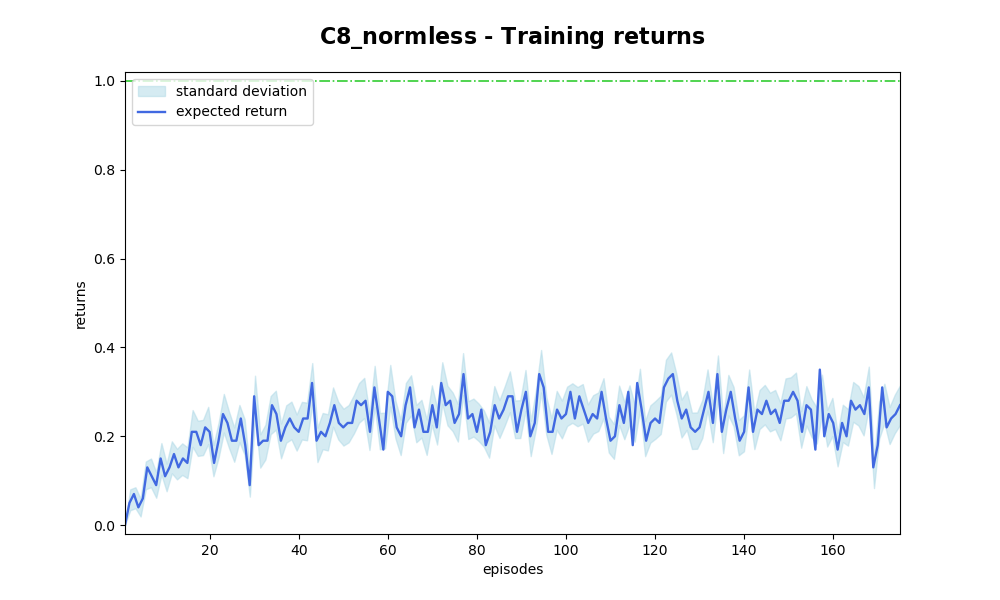 C8_normless - Training returns
1.0
0.8
0.6
0.4
0.2
0.0
returns
standard deviation
expected return
20 40 60 80 100 120 140 160
episodes